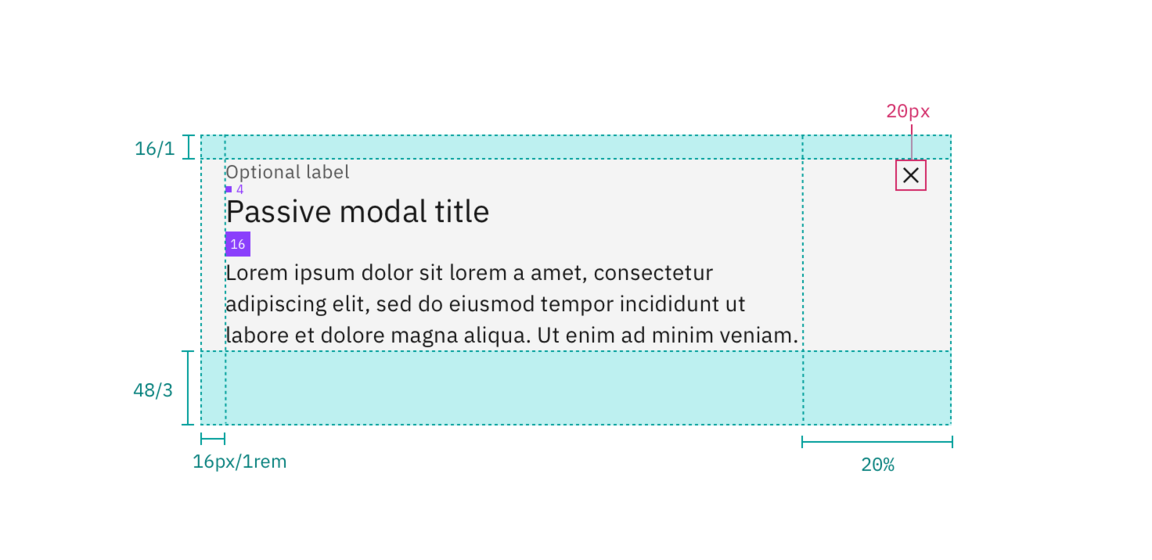 20px
16/1
Optional label
4
Passive modal title
16
Lorem ipsum dolor sit lorem a amet, consectetur
adipiscing elit, sed do eiusmod tempor incididunt ut
labore et dolore magna aliqua. Ut enim ad minim veniam.
48/3
16px/1rem
20%